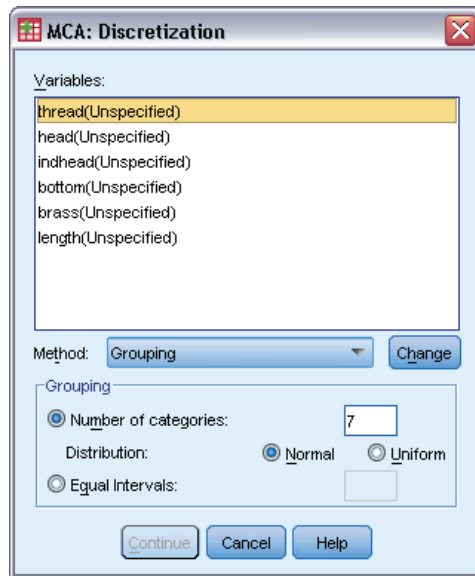 MCA: Discretization
Variables:
thread(Unspecified)
head(Unspecified)
indhead(Unspecified)
bottom(Unspecified)
brass(Unspecified)
length(Unspecified)
Method: Grouping Change
Grouping
Number of categories: 7
Distribution: Normal Uniform
Equal Intervals:
Continue Cancel Help